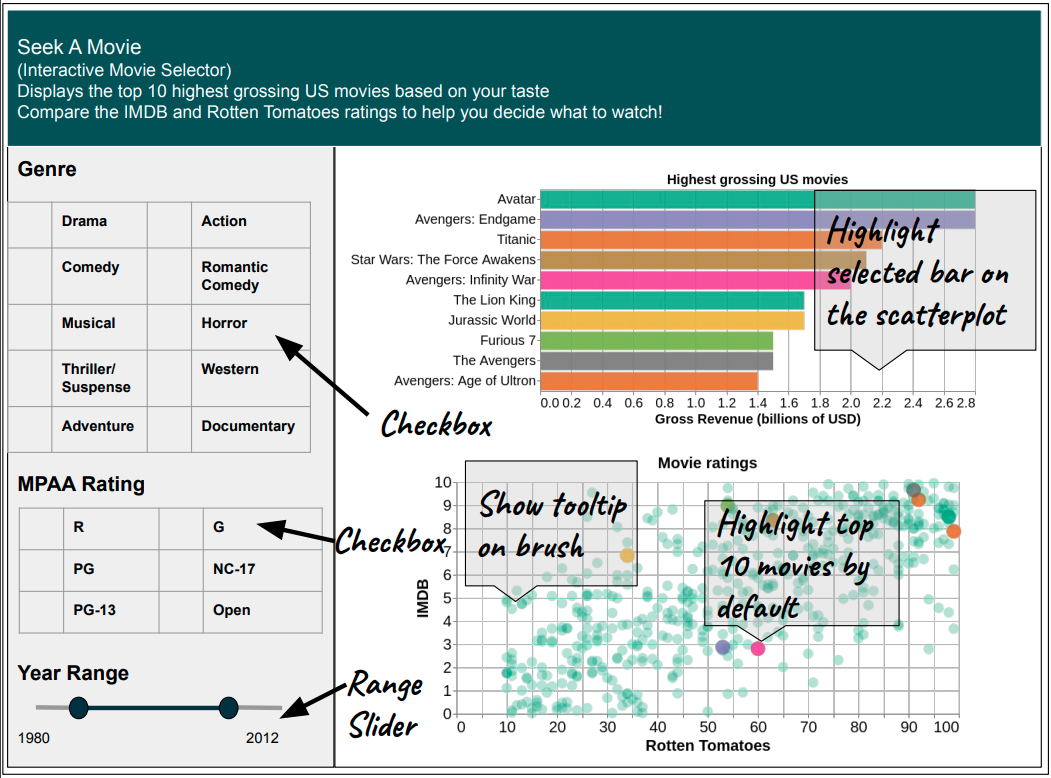 Seek A Movie
(Interactive Movie Selector)
Displays the top 10 highest grossing US movies based on your taste
Compare the IMDB and Rotten Tomatoes ratings to help you decide what to watch!
Genre
Drama Action
Comedy Romantic
Comedy
Musical Horror
Thriller/ Western
Suspense
Adventure Documentary
Checkbox
MPAA Rating
R G
PG NC-17
PG-13 Open
Checkbox
Year Range
1980 2012
Range
Slider
Highest grossing US movies
Avatar
Avengers: Endgame
Titanic
Star Wars: The Force Awakens
Avengers: Infinity War
The Lion King
Jurassic World
Furious 7
The Avengers
Avengers: Age of Ultron
0.0 0.2 0.4 0.6 0.8 1.0 1.2 1.4 1.6 1.8 2.0 2.2 2.4 2.6 2.8
Gross Revenue (billions of USD)
Highlight
selected bar on
the scatterplot
Movie ratings
10
9
8
7
6
5
4
3
2
1
0
IMDB
0 10 20 30 40 50 60 70 80 90 100
Rotten Tomatoes
Show tooltip
on brush
Highlight top
10 movies by
default